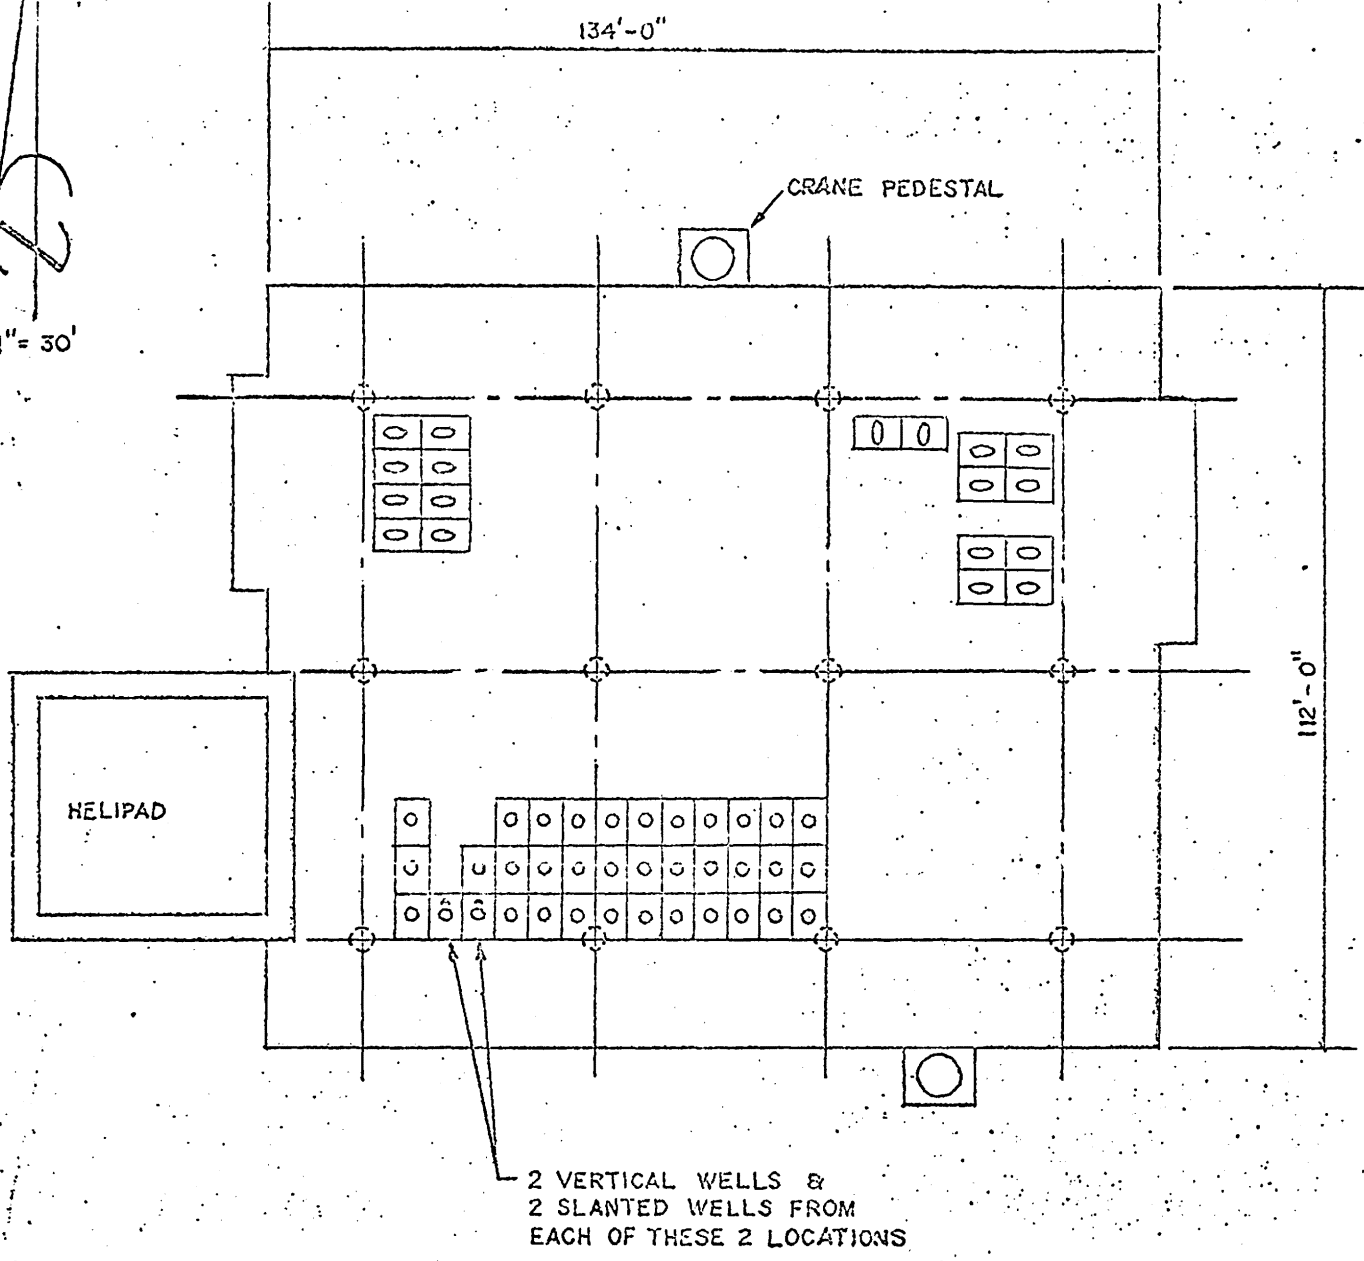 134'-0"
CRANE PEDESTAL
1"= 30'
112'-0"
HELIPAD
2 VERTICAL WELLS &
2 SLANTED WELLS FROM
EACH OF THESE 2 LOCATIONS